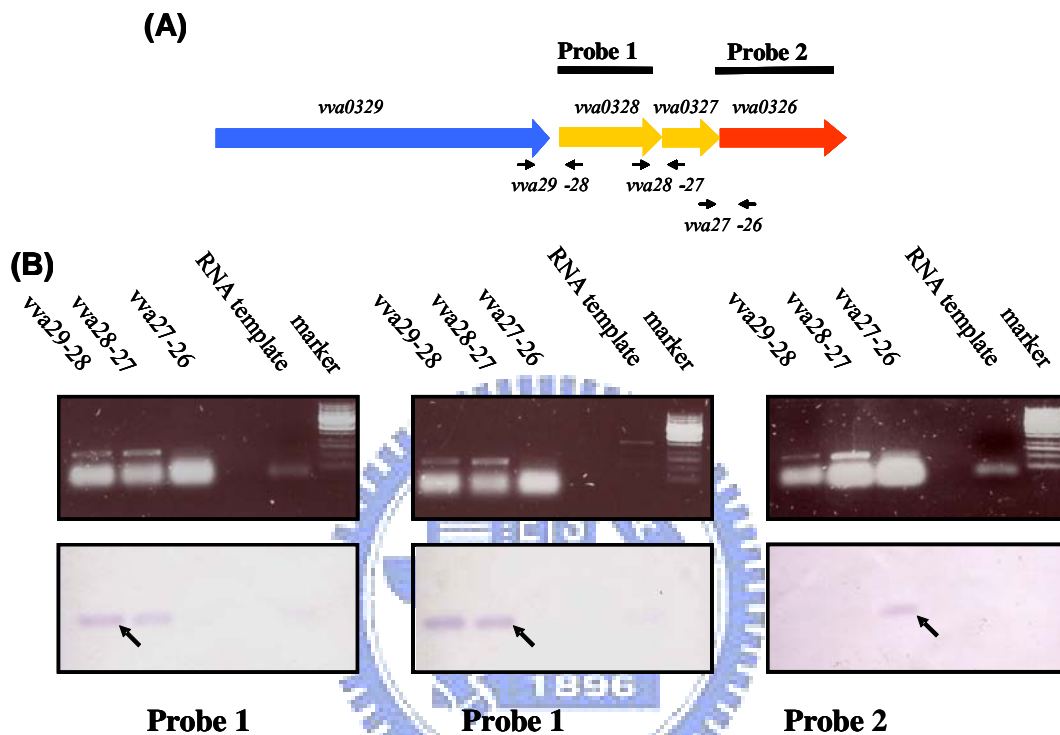 (A)
Probe 1 Probe 2
vva0329 vva0328 vva0327 vva0326
vva29 -28 vva28 -27
vva27 -26
(B)
vva29-28 vva28-27 vva27-26 RNA template marker
vva29-28 vva28-27 vva27-26 RNA template marker
vva29-28 vva28-27 vva27-26 RNA template marker
1896
Probe 1 Probe 1 Probe 2